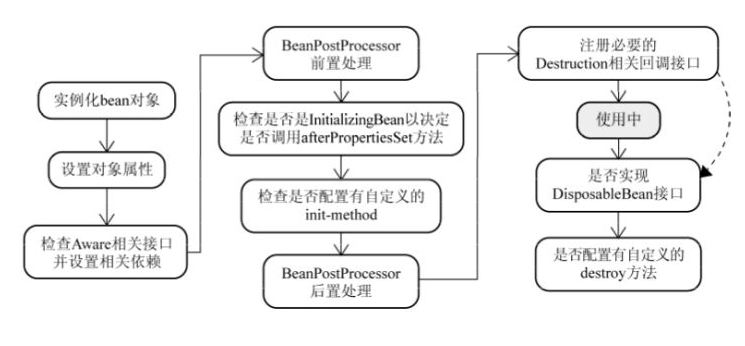 实例化bean对象
设置对象属性
检查Aware相关接口
并设置相关依赖
BeanPostProcessor
前置处理
检查是否是InitializingBean以决定
是否调用afterPropertiesSet方法
检查是否配置有自定义的
init-method
BeanPostProcessor
后置处理
注册必要的
Destruction相关回调接口
使用中
是否实现
DisposableBean接口
是否配置有自定义的
destroy方法